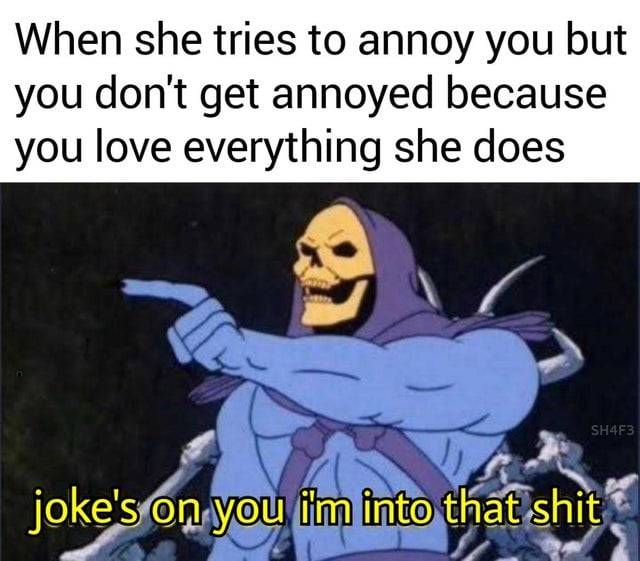 When she tries to annoy you but
you don't get annoyed because
you love everything she does
SH4F3
joke's on you i'm into that shit